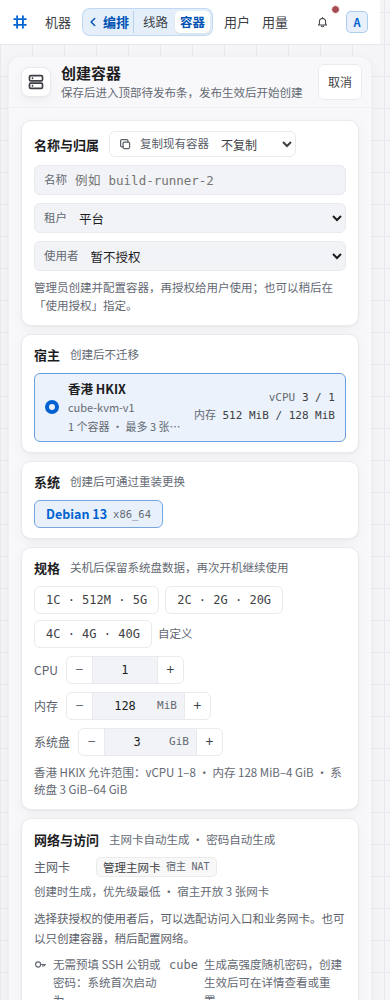 机器 编排 线路 容器 用户 用量 A
创建容器
保存后进入顶部待发布条，发布生效后开始创建
取消
名称与归属 复制现有容器 不复制
名称 例如 build-runner-2
租户 平台
使用者 暂不授权
管理员创建并配置容器，再授权给用户使用；也可以稍后在
「使用授权」指定。
宿主 创建后不迁移
香港 HKIX
cube-kvm-v1
1 个容器 · 最多 3 张…
vCPU 3 / 1
内存 512 MiB / 128 MiB
系统 创建后可通过重装更换
Debian 13 x86_64
规格 关机后保留系统盘数据，再次开机继续使用
1C · 512M · 5G 2C · 2G · 20G
4C · 4G · 40G 自定义
CPU − 1 +
内存 − 128 MiB +
系统盘 − 3 GiB +
香港 HKIX 允许范围：vCPU 1–8 · 内存 128 MiB–4 GiB · 系
统盘 3 GiB–64 GiB
网络与访问 主网卡自动生成 · 密码自动生成
主网卡 管理主网卡 宿主 NAT
创建时生成，优先级最低 · 宿主开放 3 张网卡
选择获授权的使用者后，可以选配访问入口和业务网卡。也可
以只创建容器，稍后配置网络。
无需预填 SSH 公钥或
密码：系统首次启动
cube
生成高强度随机密码，创建
生效后可在详情查看或重